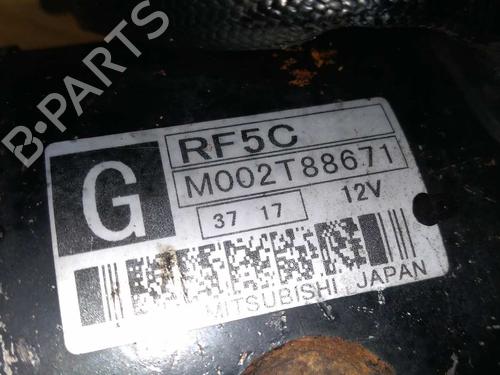 B-PARTS
G
RF5C
M002T88671
37 17
12V
MITSUBISHI JAPAN